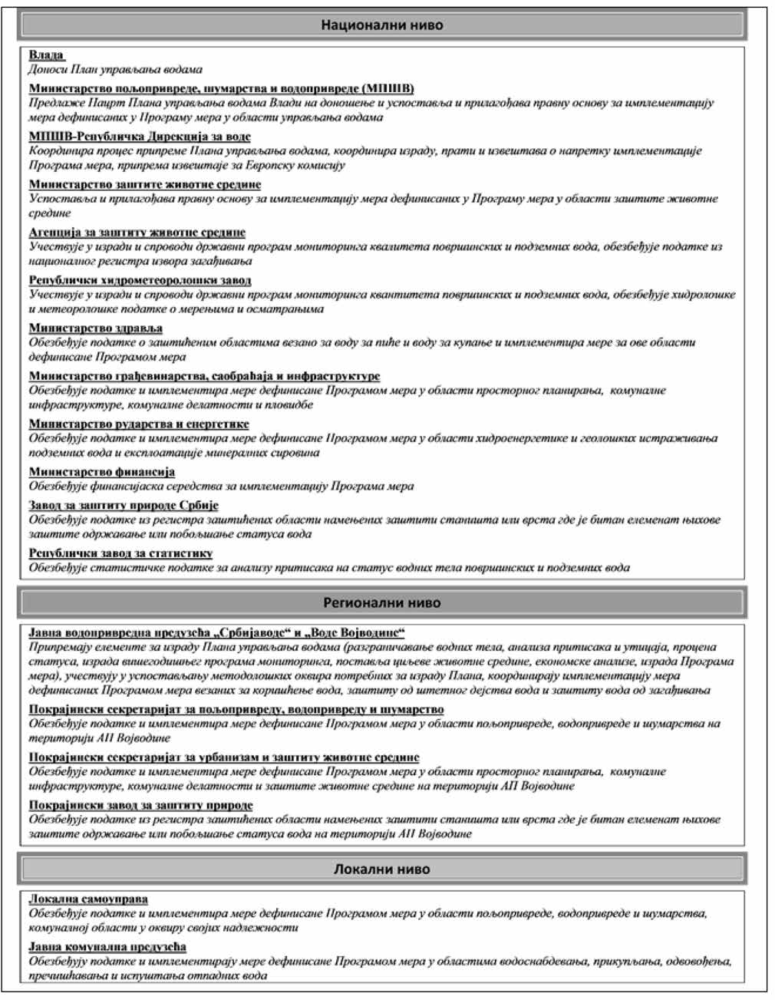 Национални ниво
Влада
Доноси План управљања водама
Министарство пољопривреде, шумарства и водопривреде (МПШВ)
Предлаже Нацрт Плана управљања водама Влади на доношење и успоставља и прилагођава правну основу за имплементацију
мера дефинисаних у Програму мера у области управљања водама
МПШВ-Републичка Дирекција за воде
Координира процес припреме Плана управљања водама, координира израду, прати и извештава о напретку имплементације
Програма мера, припрема извештаје за Европску комисију
Министарство заштите животне средине
Успоставља и прилагођава правну основу за имплементацију мера дефинисаних у Програму мера у области заштите животне
средине
Агенција за заштиту животне средине
Учествује у изради и спроводи државни програм мониторинга квалитета површинских и подземних вода, обезбеђује податке из
националног регистра извора загађивања
Републички хидрометеоролошки завод
Учествује у изради и спроводи државни програм мониторинга квантитета површинских и подземних вода, обезбеђује хидролошке
и метеоролошке податке о мерењима и осматрањима
Министарство здравља
Обезбеђује податке о заштићеним областима везано за воду за пиће и воду за купање и имплементира мере за ове области
дефинисане Програмом мера
Министарство грађевинарства, саобраћаја и инфраструктуре
Обезбеђује податке и имплементира мере дефинисане Програмом мера у области просторног планирања, комуналне
инфраструктуре, комуналне делатности и пловидбе
Министарство рударства и енергетике
Обезбеђује податке и имплементира мере дефинисане Програмом мера у области хидроенергетике и геолошких истраживања
подземних вода и експлоатације минералних сировина
Министарство финансија
Обезбеђује финансијаска середства за имплементацију Програма мера
Завод за заштиту природе Србије
Обезбеђује податке из регистра заштићених области намењених заштити станишта или врста где је битан елеменат њихове
заштите одржавање или побољшање статуса вода
Републички завод за статистику
Обезбеђује статистичке податке за анализу притисака на статус водних тела површинских и подземних вода
Регионални ниво
Јавна водопривредна предузећа „Србијаводе“ и „Воде Војводине“
Припремају елементе за израду Плана управљања водама (разграничавање водних тела, анализа притисака и утицаја, процена
статуса, израда вишегодишњег програма мониторинга, поставља циљеве животне средине, економске анализе, израда Програма
мера), учествују у успостављању методолошких оквира потребних за израду Плана, координирају имплементацију мера
дефинисаних Програмом мера везаних за коришћење вода, заштиту од штетног дејства вода и заштиту вода од загађивања
Покрајински секретаријат за пољопривреду, водопривреду и шумарство
Обезбеђује податке и имплементира мере дефинисане Програмом мера у области пољопривреде, водопривреде и шумарства на
територији АП Војводине
Покрајински секретаријат за урбанизам и заштиту животне средине
Обезбеђује податке и имплементира мере дефинисане Програмом мера у области просторног планирања, комуналне
инфраструктуре, комуналне делатности и заштите животне средине на територији АП Војводине
Покрајински завод за заштиту природе
Обезбеђује податке из регистра заштићених области намењених заштити станишта или врста где је битан елеменат њихове
заштите одржавање или побољшање статуса вода на територији АП Војводине
Локални ниво
Локална самоуправа
Обезбеђује податке и имплементира мере дефинисане Програмом мера у области пољопривреде, водопривреде и шумарства,
комуналној области у оквиру својих надлежности
Јавна комунална предузећа
Обезбеђују податке и имплементирају мере дефинисане Програмом мера у областима водоснабдевања, прикупљања, одвовођења,
пречишћавања и испуштања отпадних вода